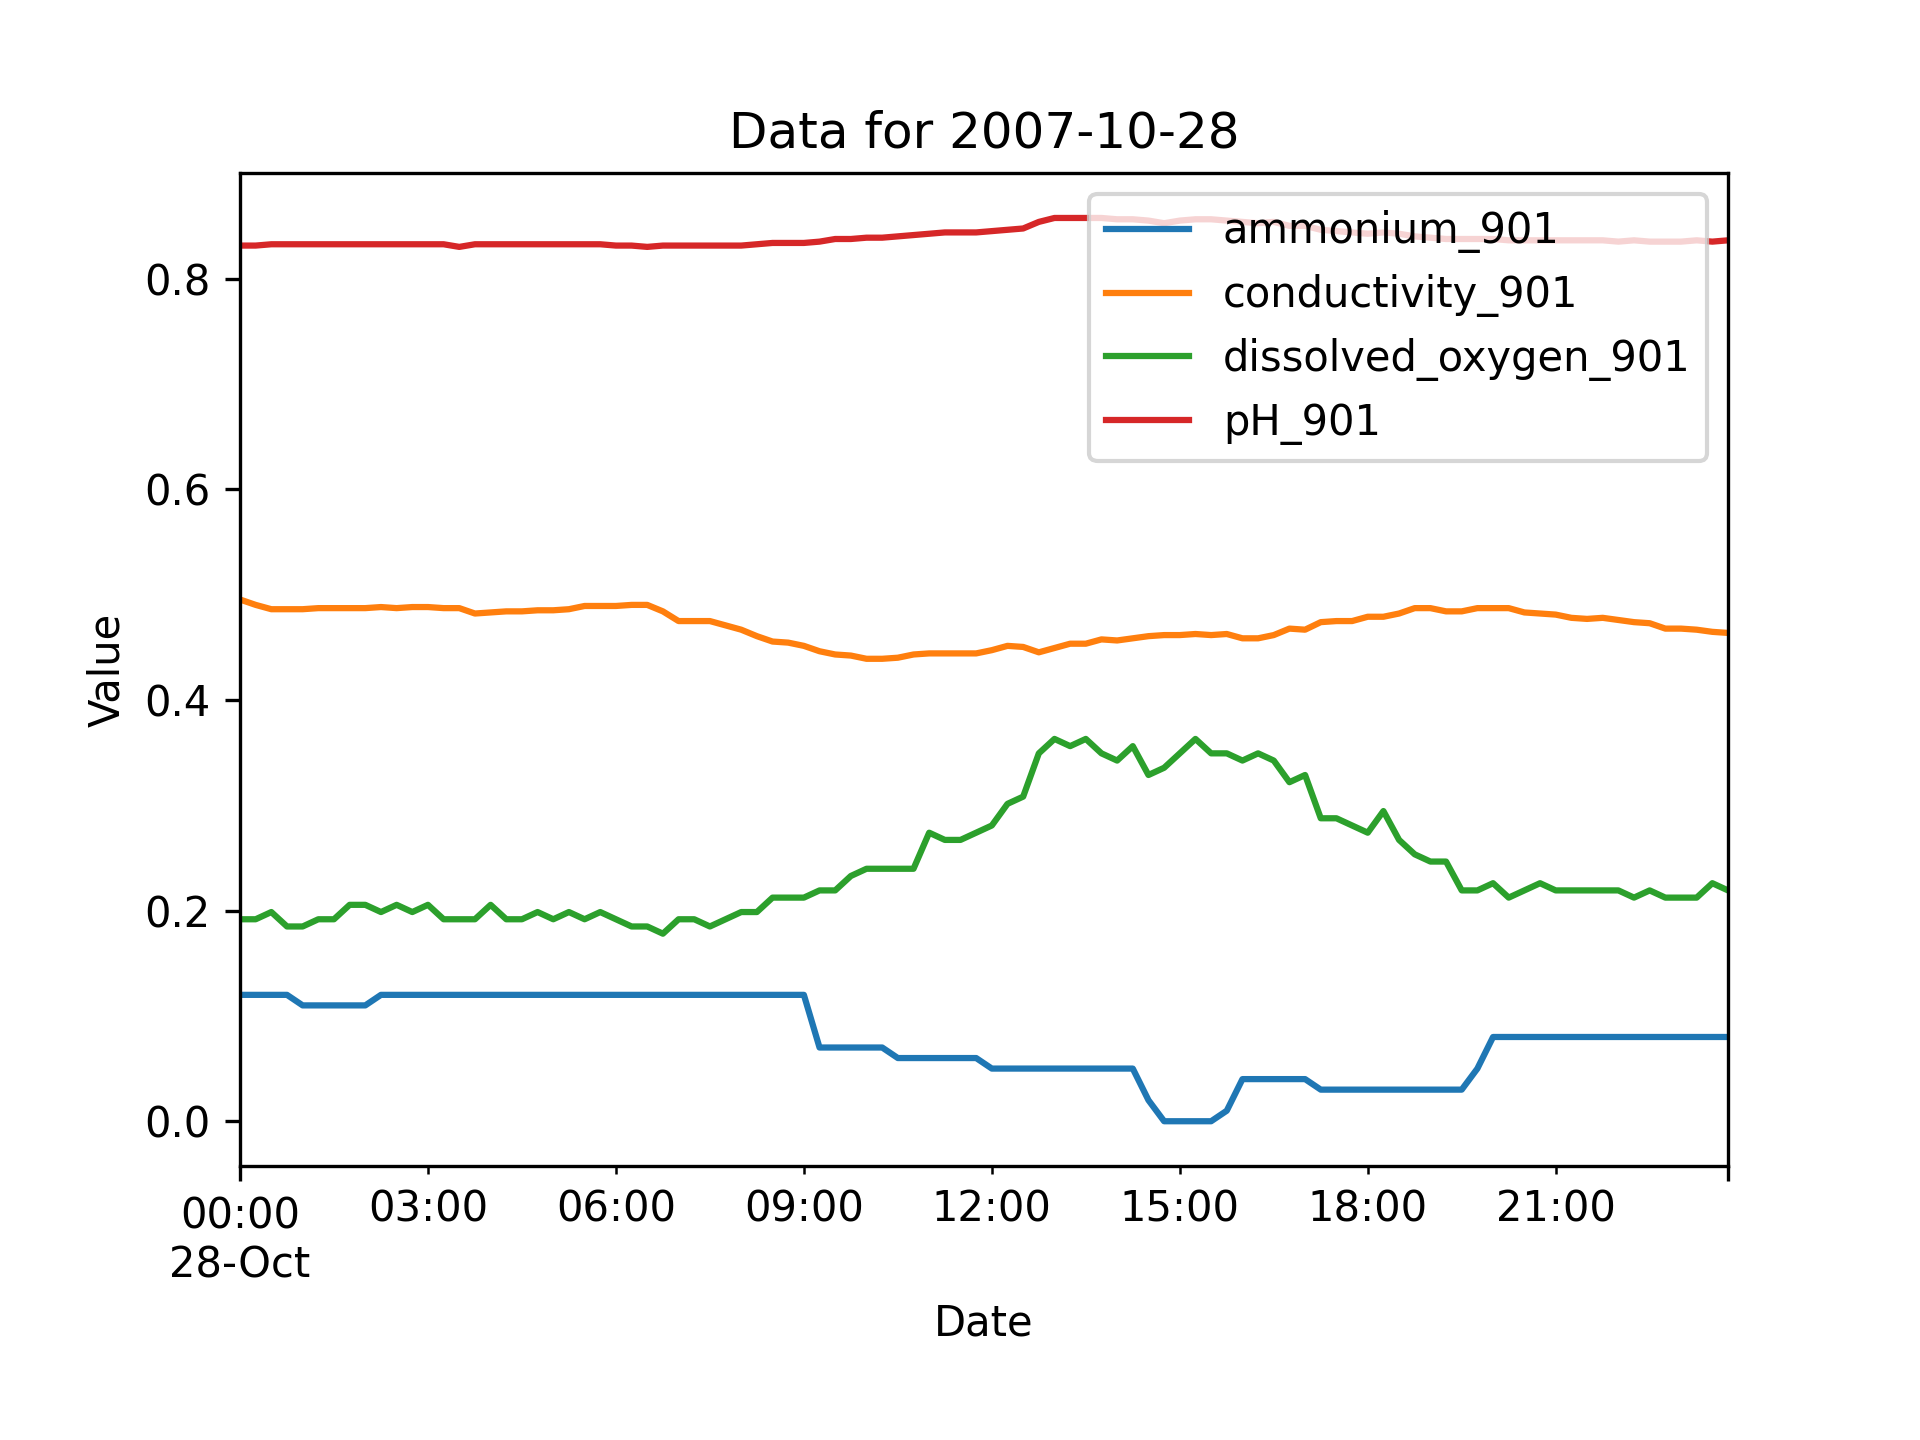 Data for 2007-10-28
ammonium_901
conductivity_901
dissolved_oxygen_901
pH_901
Value
0.8
0.6
0.4
0.2
0.0
00:00 03:00 06:00 09:00 12:00 15:00 18:00 21:00
28-Oct
Date